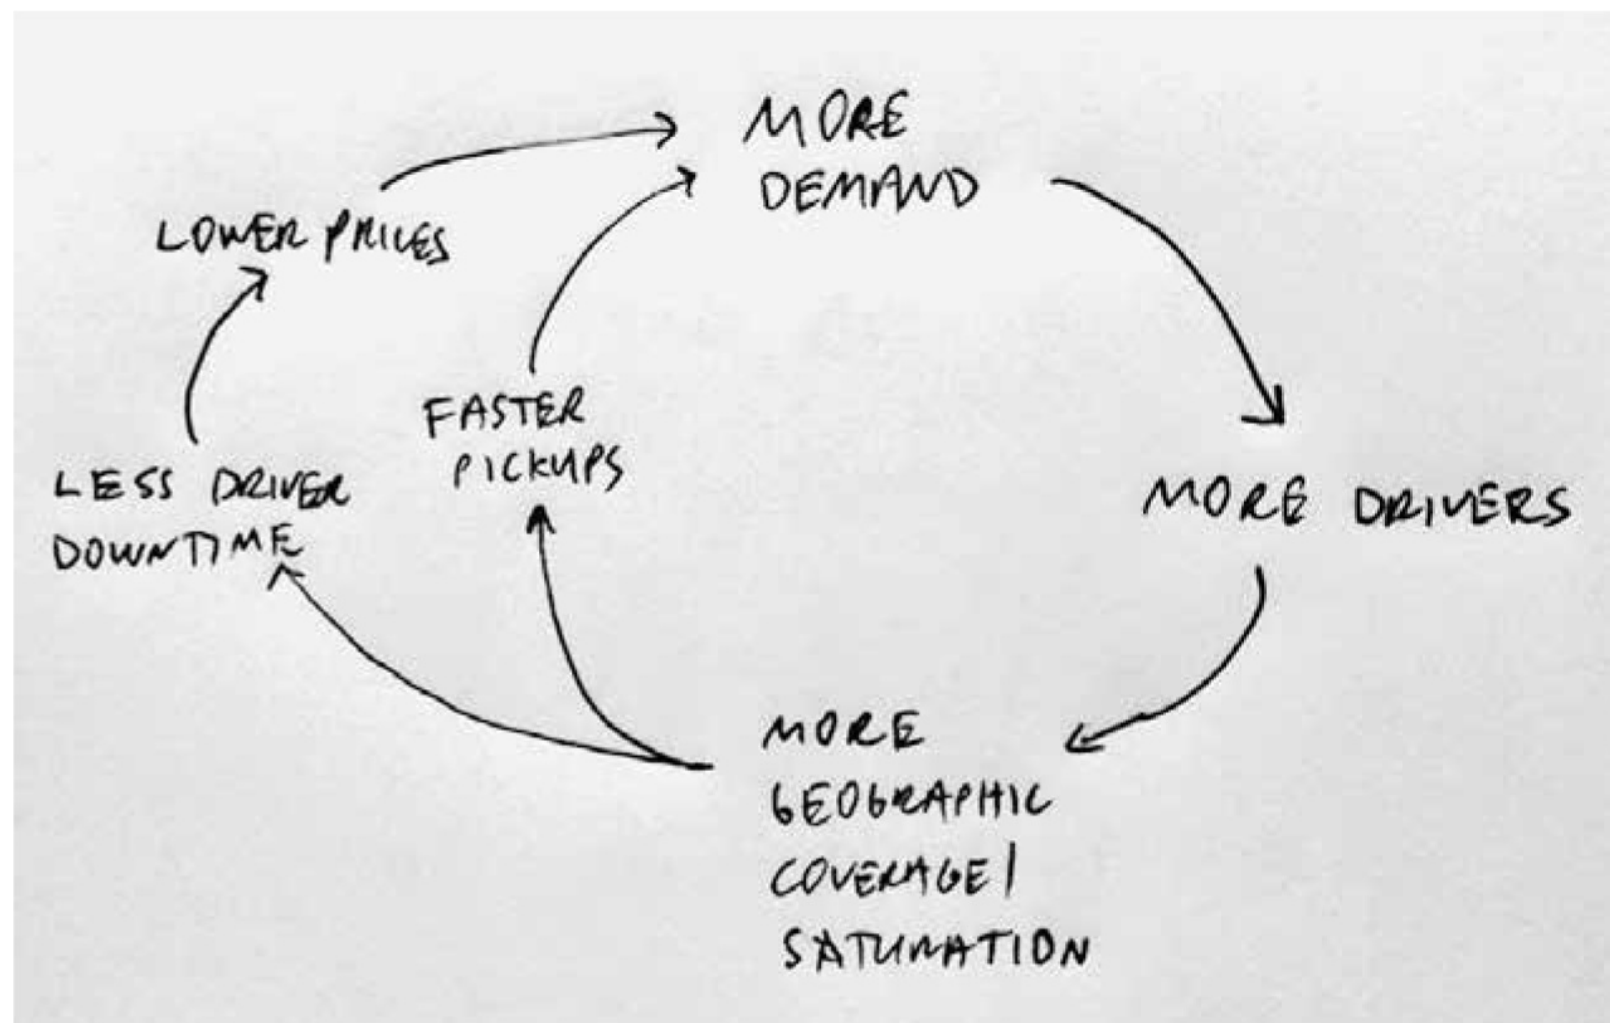 MORE
DEMAND
LOWER PRICES
FASTER
PICKUPS
LESS DRIVER
DOWNTIME
MORE DRIVERS
MORE
GEOGRAPHIC
COVERAGE/
SATURATION